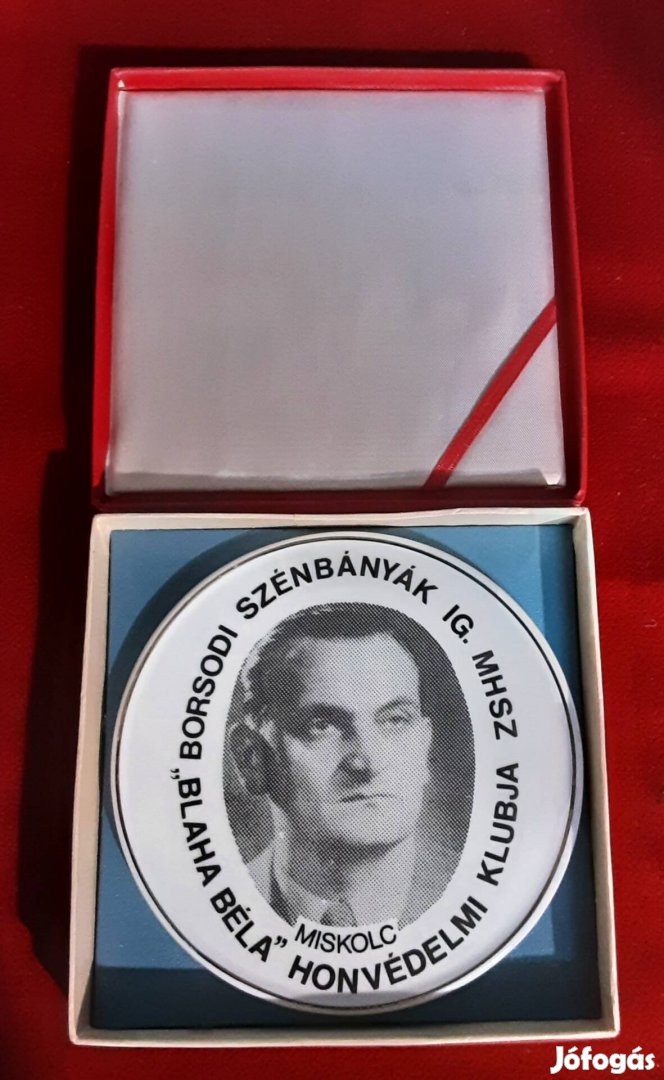 BORSODI SZÉNBÁNYÁK IG. MHSZ
„BLAHA BÉLA” HONVÉDELMI KLUBJA
MISKOLC
Jófogás